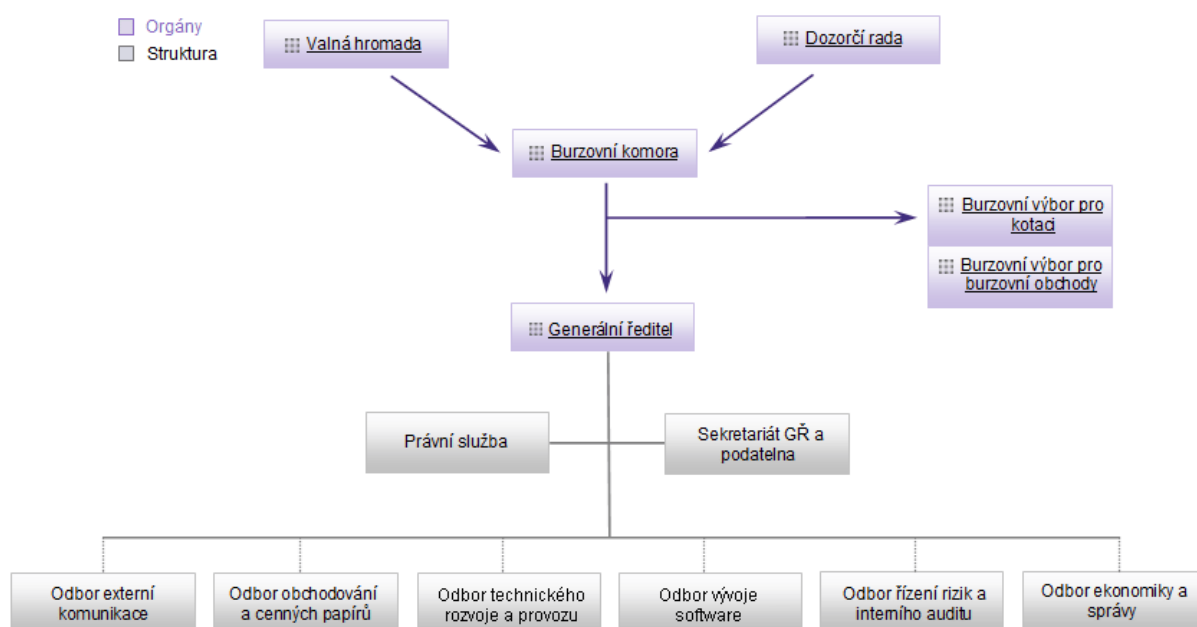 Orgány
Struktura
Valná hromada
Dozorčí rada
Burzovní komora
Burzovní výbor pro
kotaci
Burzovní výbor pro
burzovní obchody
Generální ředitel
Právní služba
Sekretariát GŘ a
podatelna
Odbor externí
komunikace
Odbor obchodování
a cenných papírů
Odbor technického
rozvoje a provozu
Odbor vývoje
software
Odbor řízení rizik a
interního auditu
Odbor ekonomiky a
správy